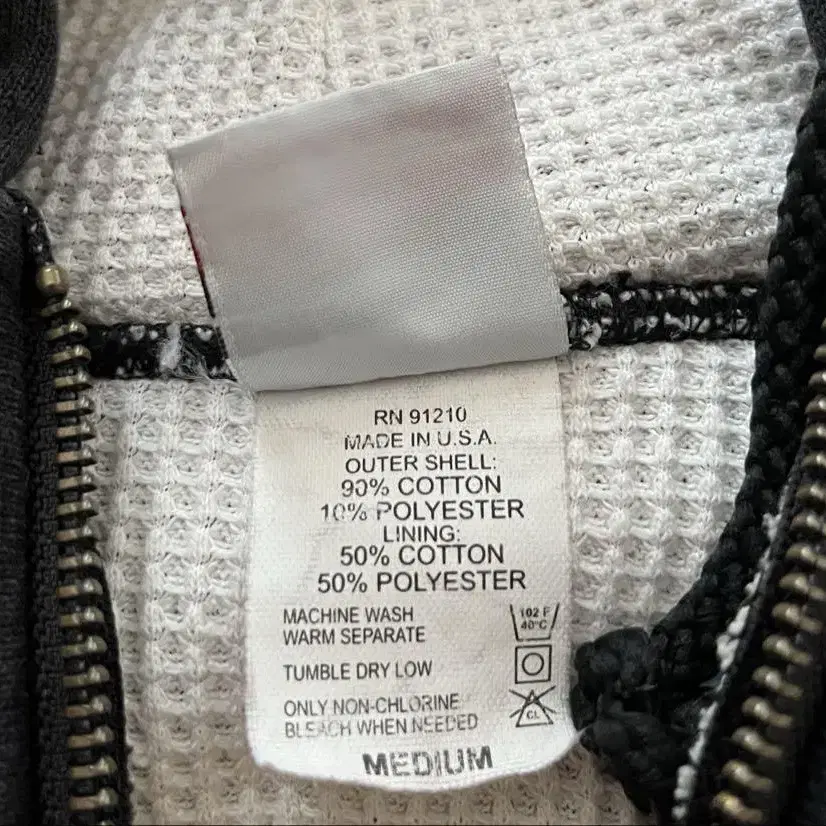 RN 91210
MADE IN U.S.A.
OUTER SHELL:
90% COTTON
10% POLYESTER
LINING:
50% COTTON
50% POLYESTER
MACHINE WASH
WARM SEPARATE
102 F
40°C
TUMBLE DRY LOW
ONLY NON-CHLORINE
BLEACH WHEN NEEDED
CL
MEDIUM